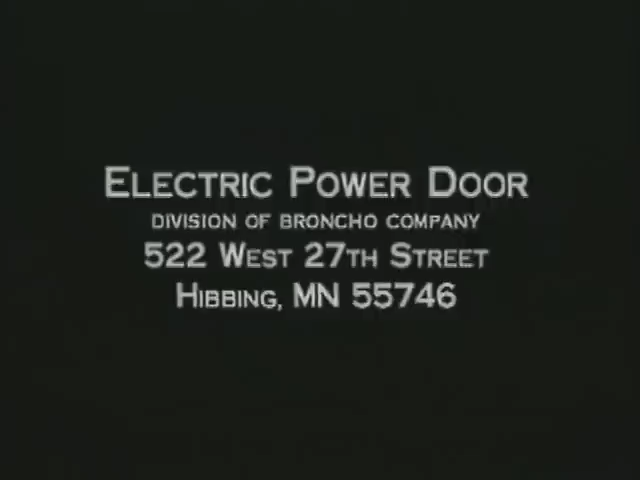 Electric Power Door
division of Broncho Company
522 West 27th Street
Hibbing, MN 55746